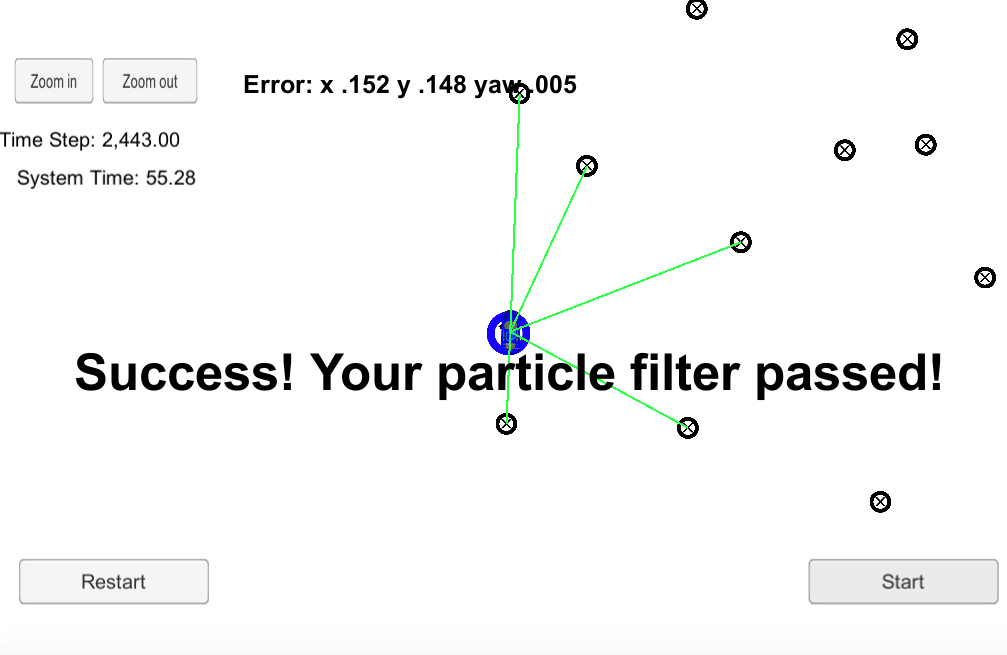 Zoom in
Zoom out
Error: x .152 y .148 yaw .005
Time Step: 2,443.00
System Time: 55.28
Success! Your particle filter passed!
Restart
Start